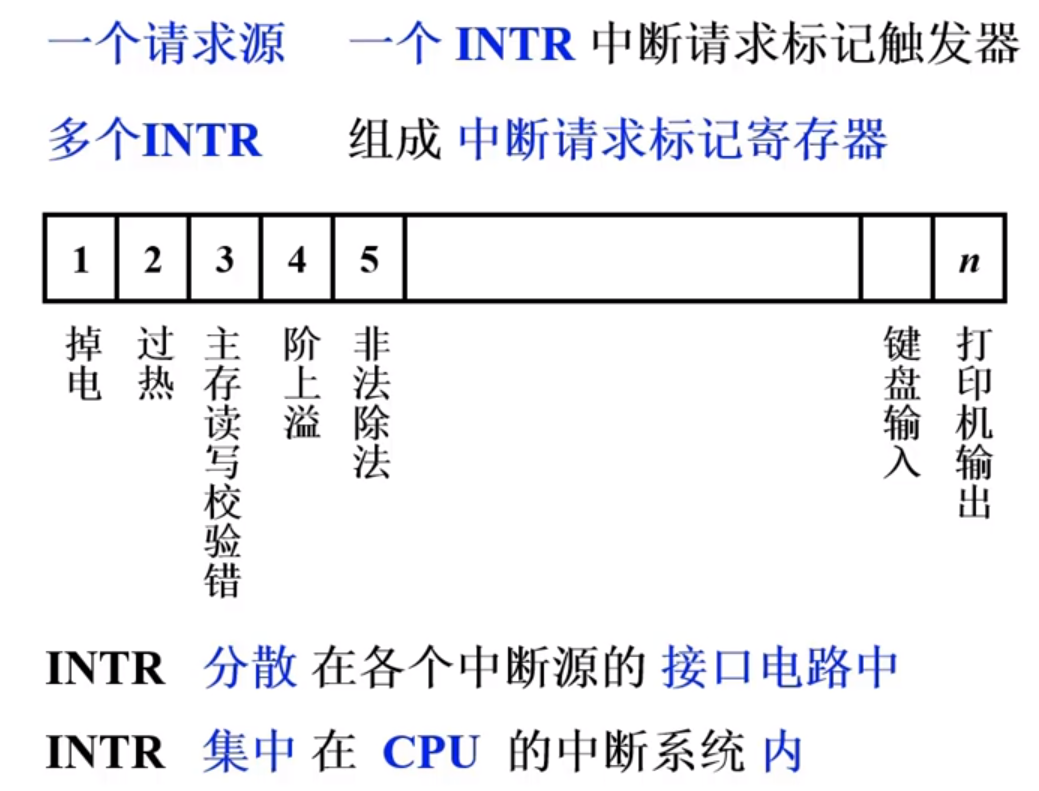 一个请求源 一个 INTR 中断请求标记触发器
多个INTR 组成 中断请求标记寄存器
1 2 3 4 5 n
掉电
过热
主存读写校验错
阶上溢
非法除法
键盘输入
打印机输出
INTR 分散 在各个中断源的 接口电路中
INTR 集中 在 CPU 的中断系统 内